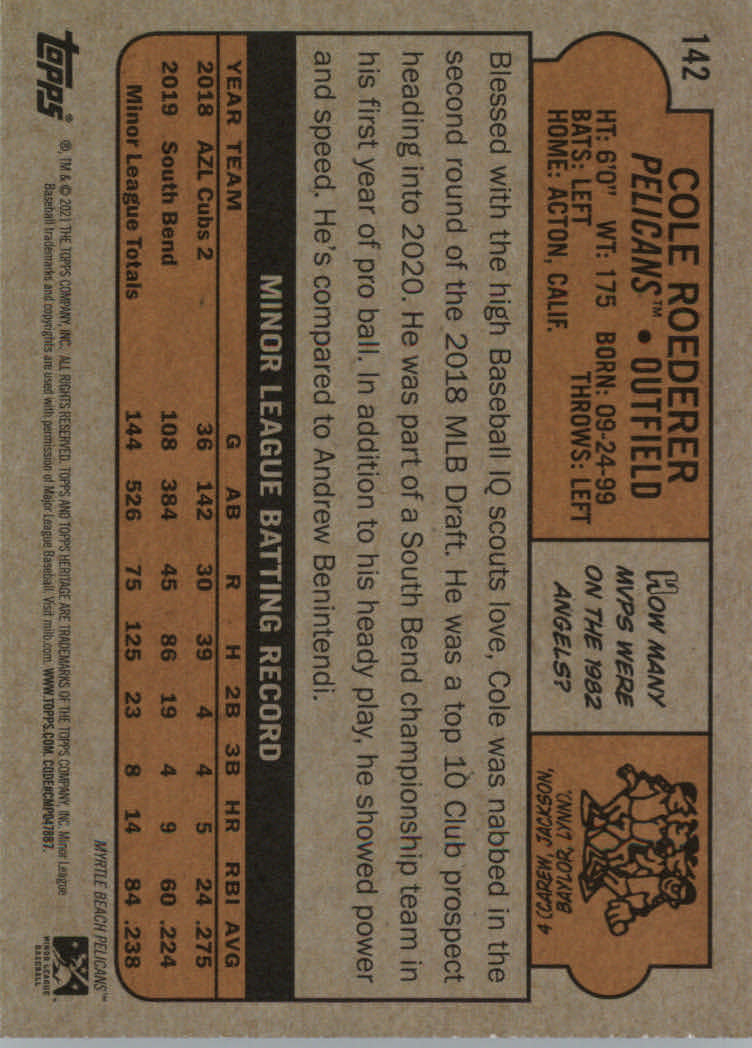 142
COLE ROEDERER
PELICANS™ • OUTFIELD
HT: 6'0" WT: 175 BORN: 09-24-99
BATS: LEFT THROWS: LEFT
HOME: ACTON, CALIF.
HOW MANY
MVPS WERE
ON THE 1982
ANGELS?
4
(CAREW, JACKSON,
BAYLOR, LYNN).
Blessed with the high Baseball IQ scouts love, Cole was nabbed in the
second round of the 2018 MLB Draft. He was a top 10 Club prospect
heading into 2020. He was part of a South Bend championship team in
his first year of pro ball. In addition to his heady play, he showed power
and speed. He's compared to Andrew Benintendi.
MINOR LEAGUE BATTING RECORD
YEAR TEAM G AB R H 2B 3B HR RBI AVG
2018 AZL Cubs 2 36 142 30 39 4 4 5 24 .275
2019 South Bend 108 384 45 86 19 4 9 60 .224
Minor League Totals 144 526 75 125 23 8 14 84 .238
MYRTLE BEACH PELICANS™
topps®
®, TM & © 2021 THE TOPPS COMPANY, INC. ALL RIGHTS RESERVED. TOPPS AND TOPPS HERITAGE ARE TRADEMARKS OF THE TOPPS COMPANY, INC. Minor League
Baseball trademarks and copyrights are used with permission of Major League Baseball. Visit milb.com. WWW.TOPPS.COM. CODE#CMP047887.
MINOR LEAGUE
BASEBALL